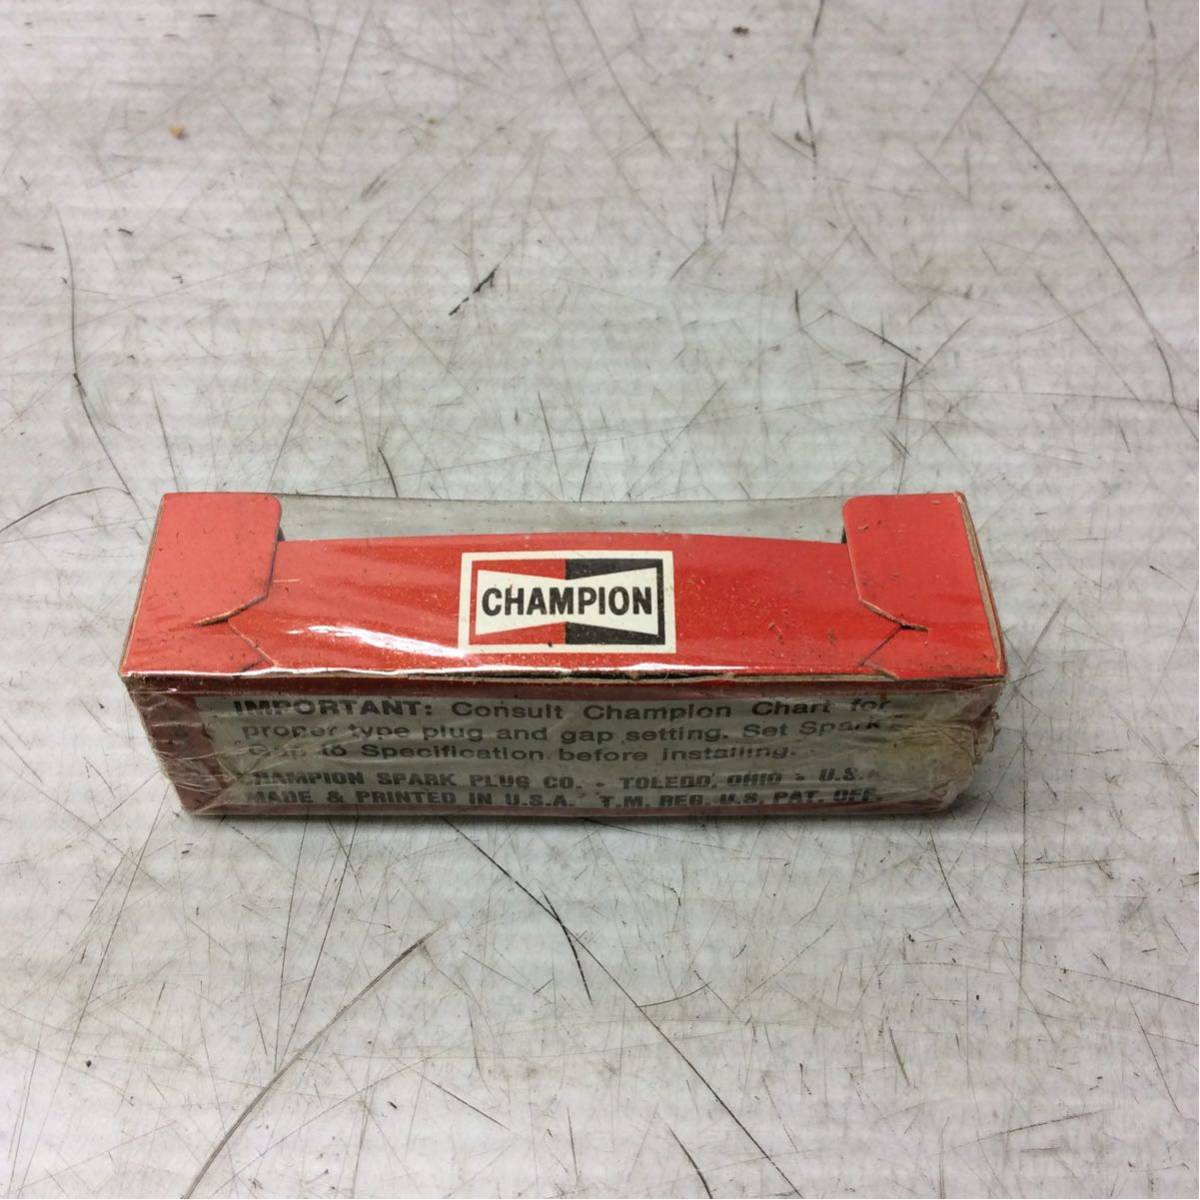 CHAMPION
IMPORTANT: Consult Champion Chart for
proper type plug and gap setting. Set Spark
Gap to Specification before installing.
CHAMPION SPARK PLUG CO. • TOLEDO, OHIO • U.S.A.
MADE & PRINTED IN U.S.A. T.M. REG. U.S. PAT. OFF.